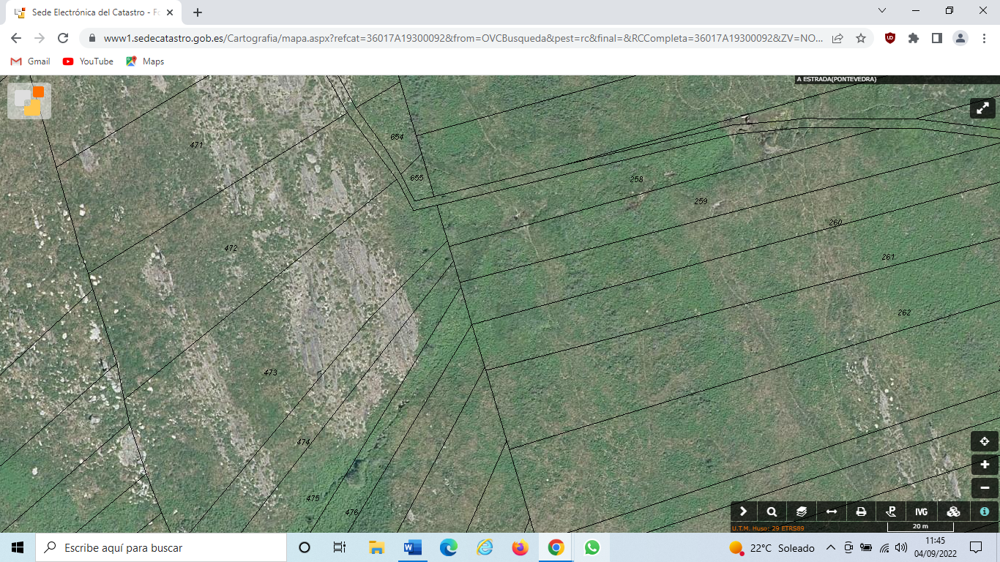 Sede Electrónica del Catastro - Fo
www1.sedecatastro.gob.es/Cartografia/mapa.aspx?refcat=36017A19300092&from=OVCBusqueda&pest=rc&final=&RCCompleta=36017A19300092&ZV=NO...
Gmail YouTube Maps
A ESTRADA(PONTEVEDRA)
654
471
655
258
259
260
472
261
262
473
474
475
476
IVG
U.T.M. Huso: 29 ETRS89
20 m
Escribe aquí para buscar
22°C Soleado
11:45
04/09/2022